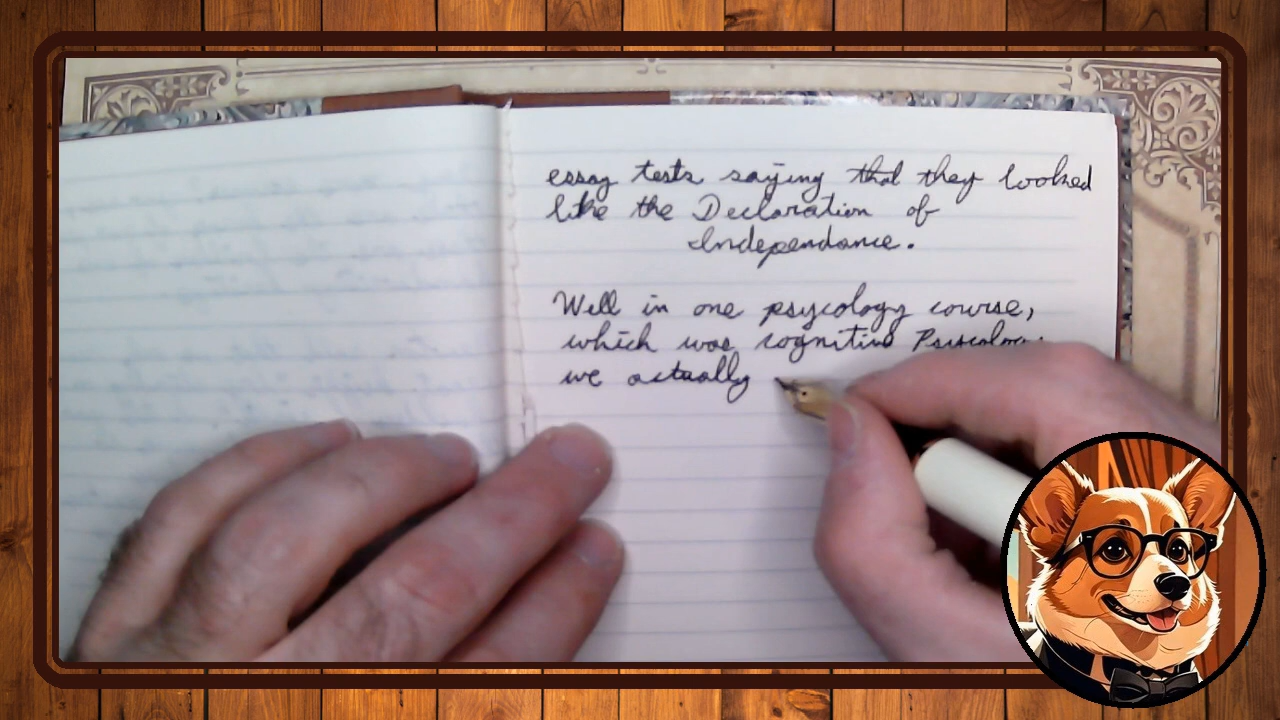 essay tests saying that they looked
like the Declaration of
Independance.
Well in one psycology course,
which was cognitive Psycology
we actually